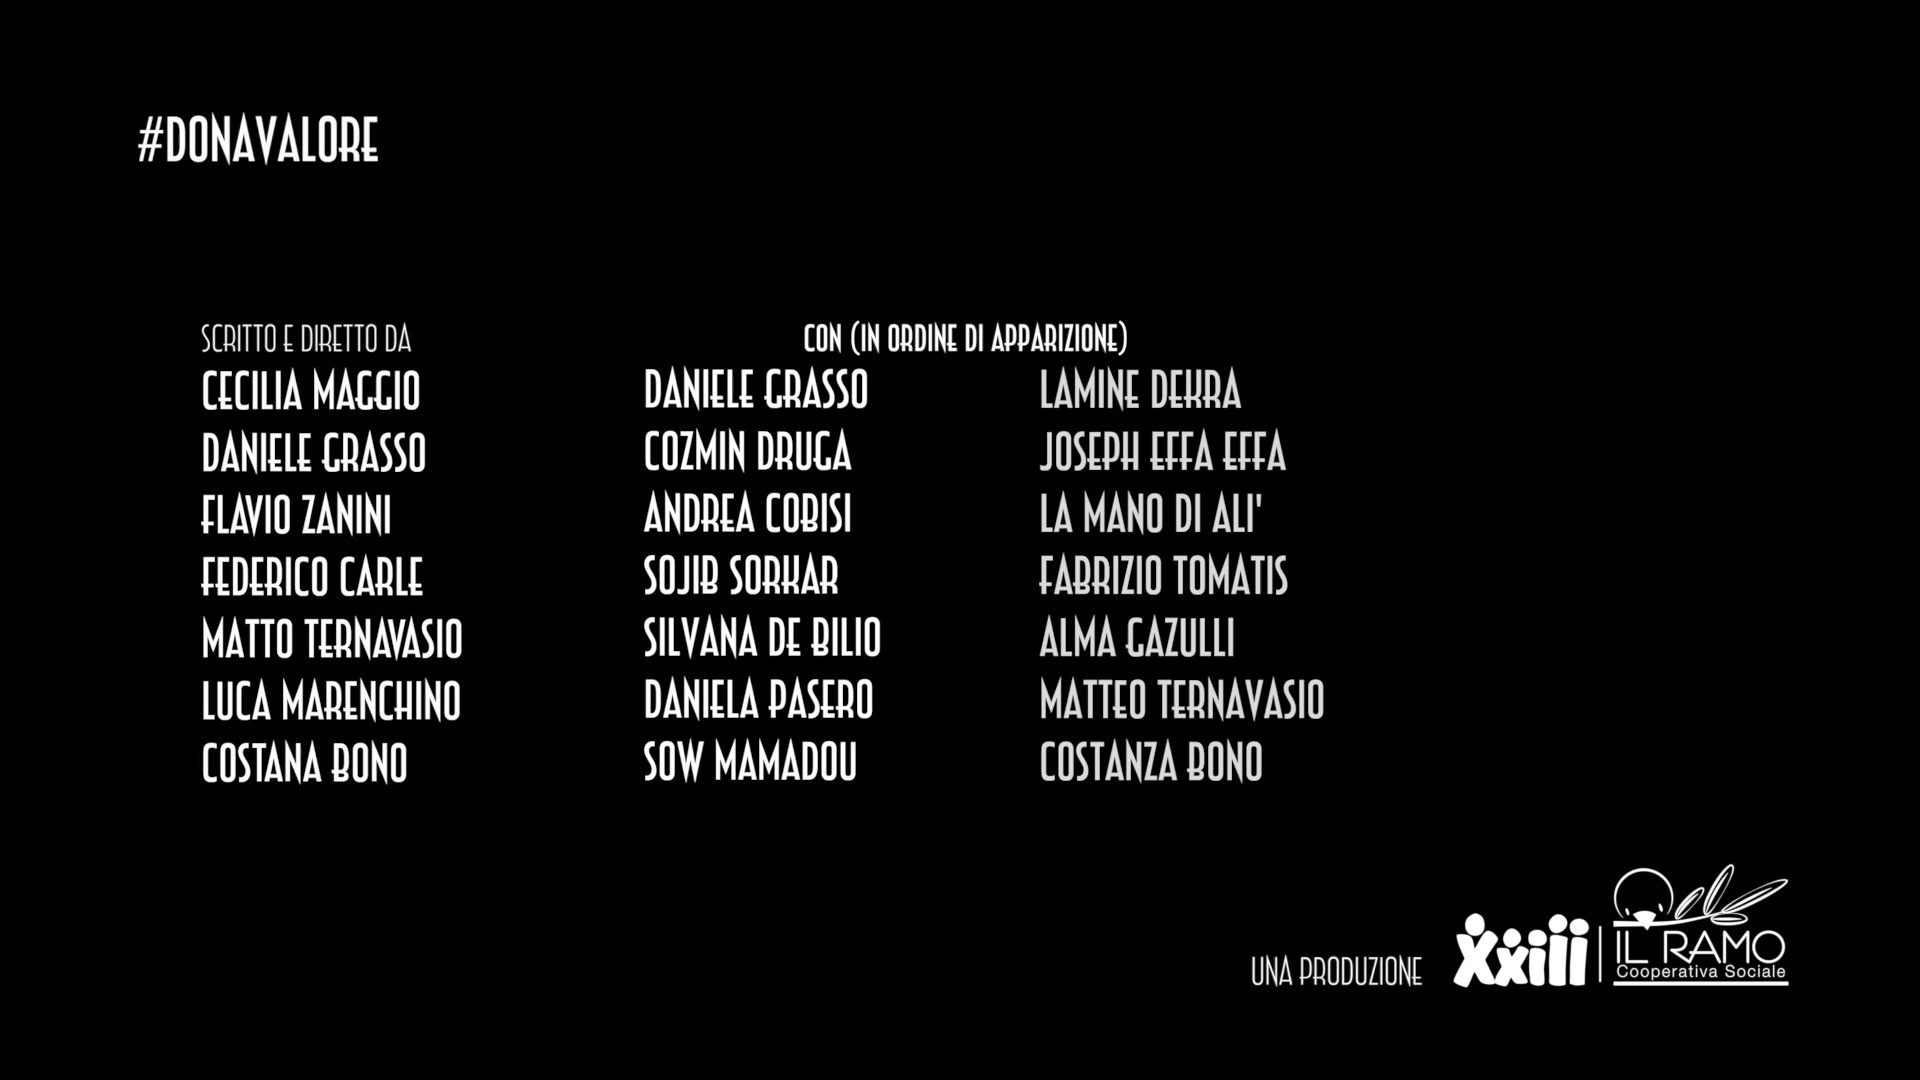 #DONAVALORE
SCRITTO E DIRETTO DA
CECILIA MAGGIO
DANIELE GRASSO
FLAVIO ZANINI
FEDERICO CARLE
MATTO TERNAVASIO
LUCA MARENCHINO
COSTANA BONO
CON (IN ORDINE DI APPARIZIONE)
DANIELE GRASSO
COZMIN DRUGA
ANDREA COBISI
SOJIB SORKAR
SILVANA DE BILIO
DANIELA PASERO
SOW MAMADOU
LAMINE DEKRA
JOSEPH EFFA EFFA
LA MANO DI ALI'
FABRIZIO TOMATIS
ALMA GAZULLI
MATTEO TERNAVASIO
COSTANZA BONO
UNA PRODUZIONE
Xxiii
IL RAMO
Cooperativa Sociale